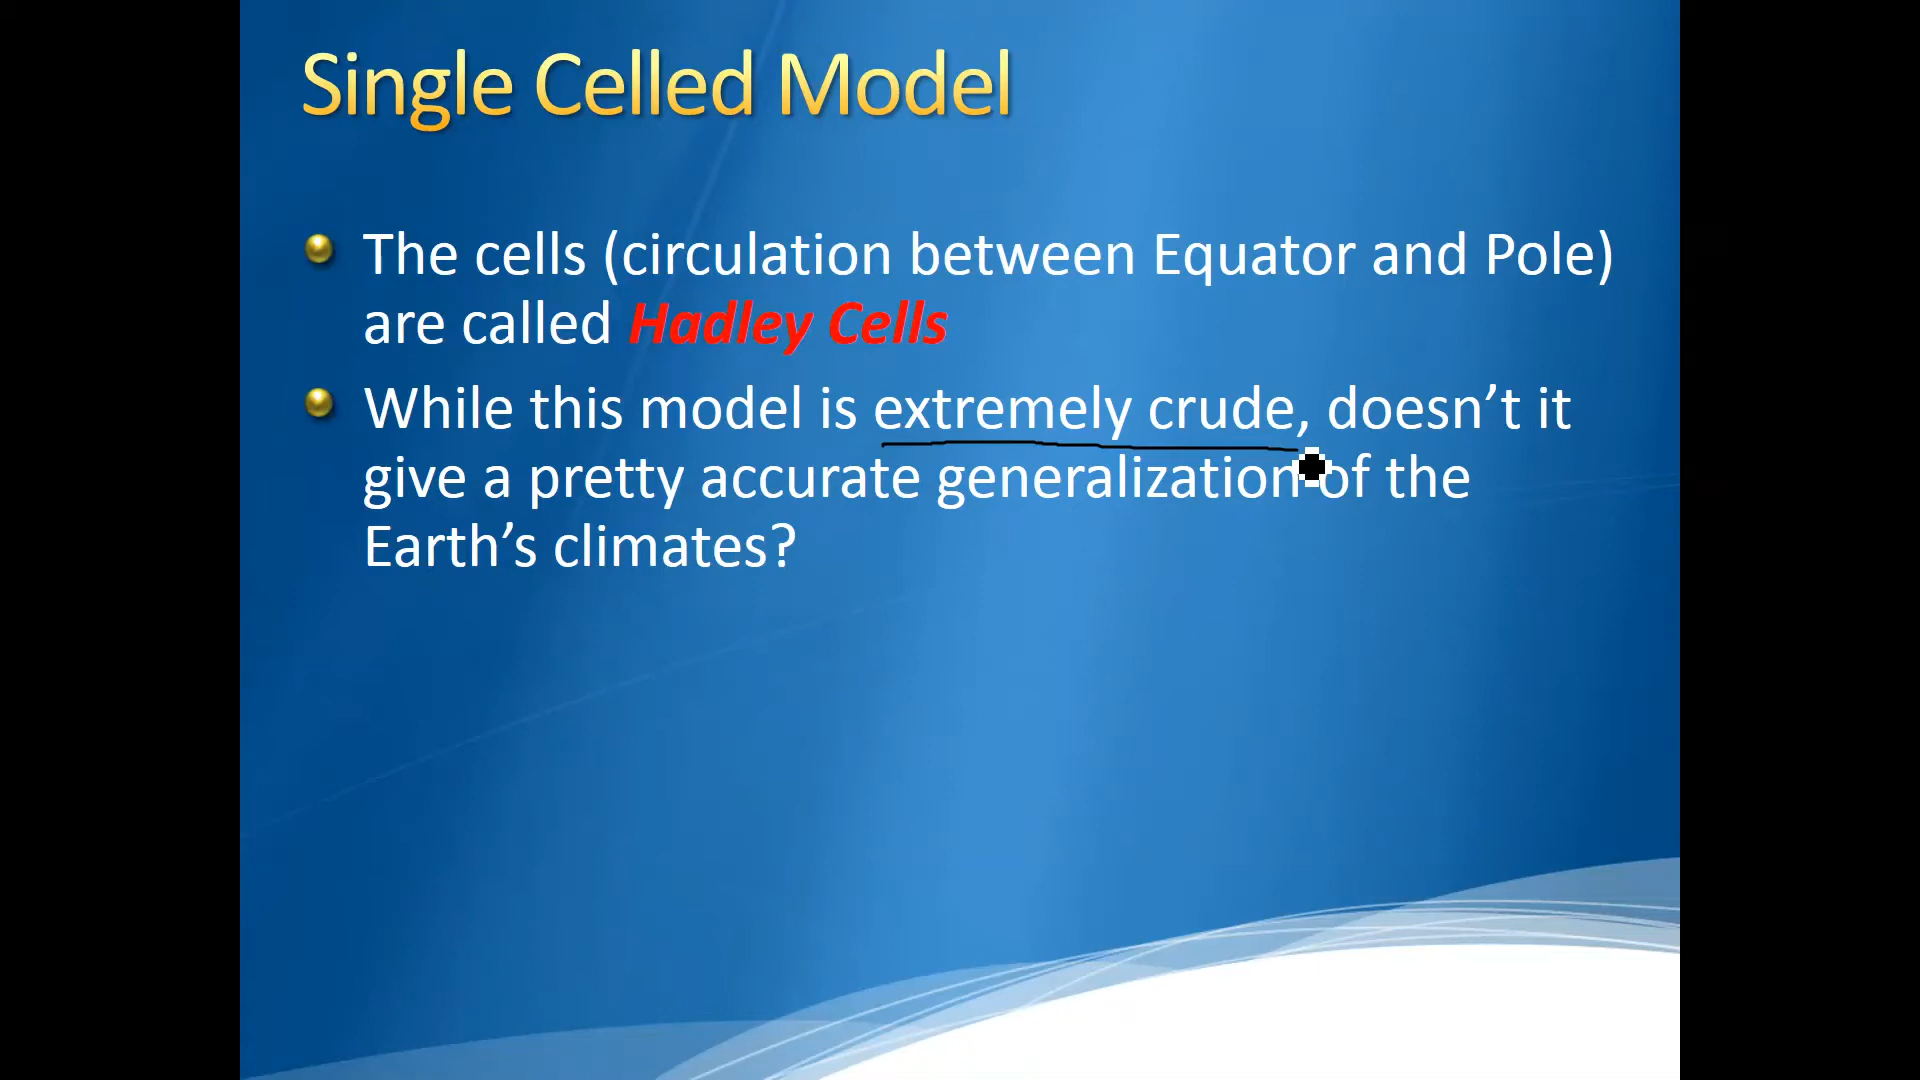 Single Celled Model
The cells (circulation between Equator and Pole)
are called Hadley Cells
While this model is extremely crude, doesn’t it
give a pretty accurate generalization of the
Earth’s climates?